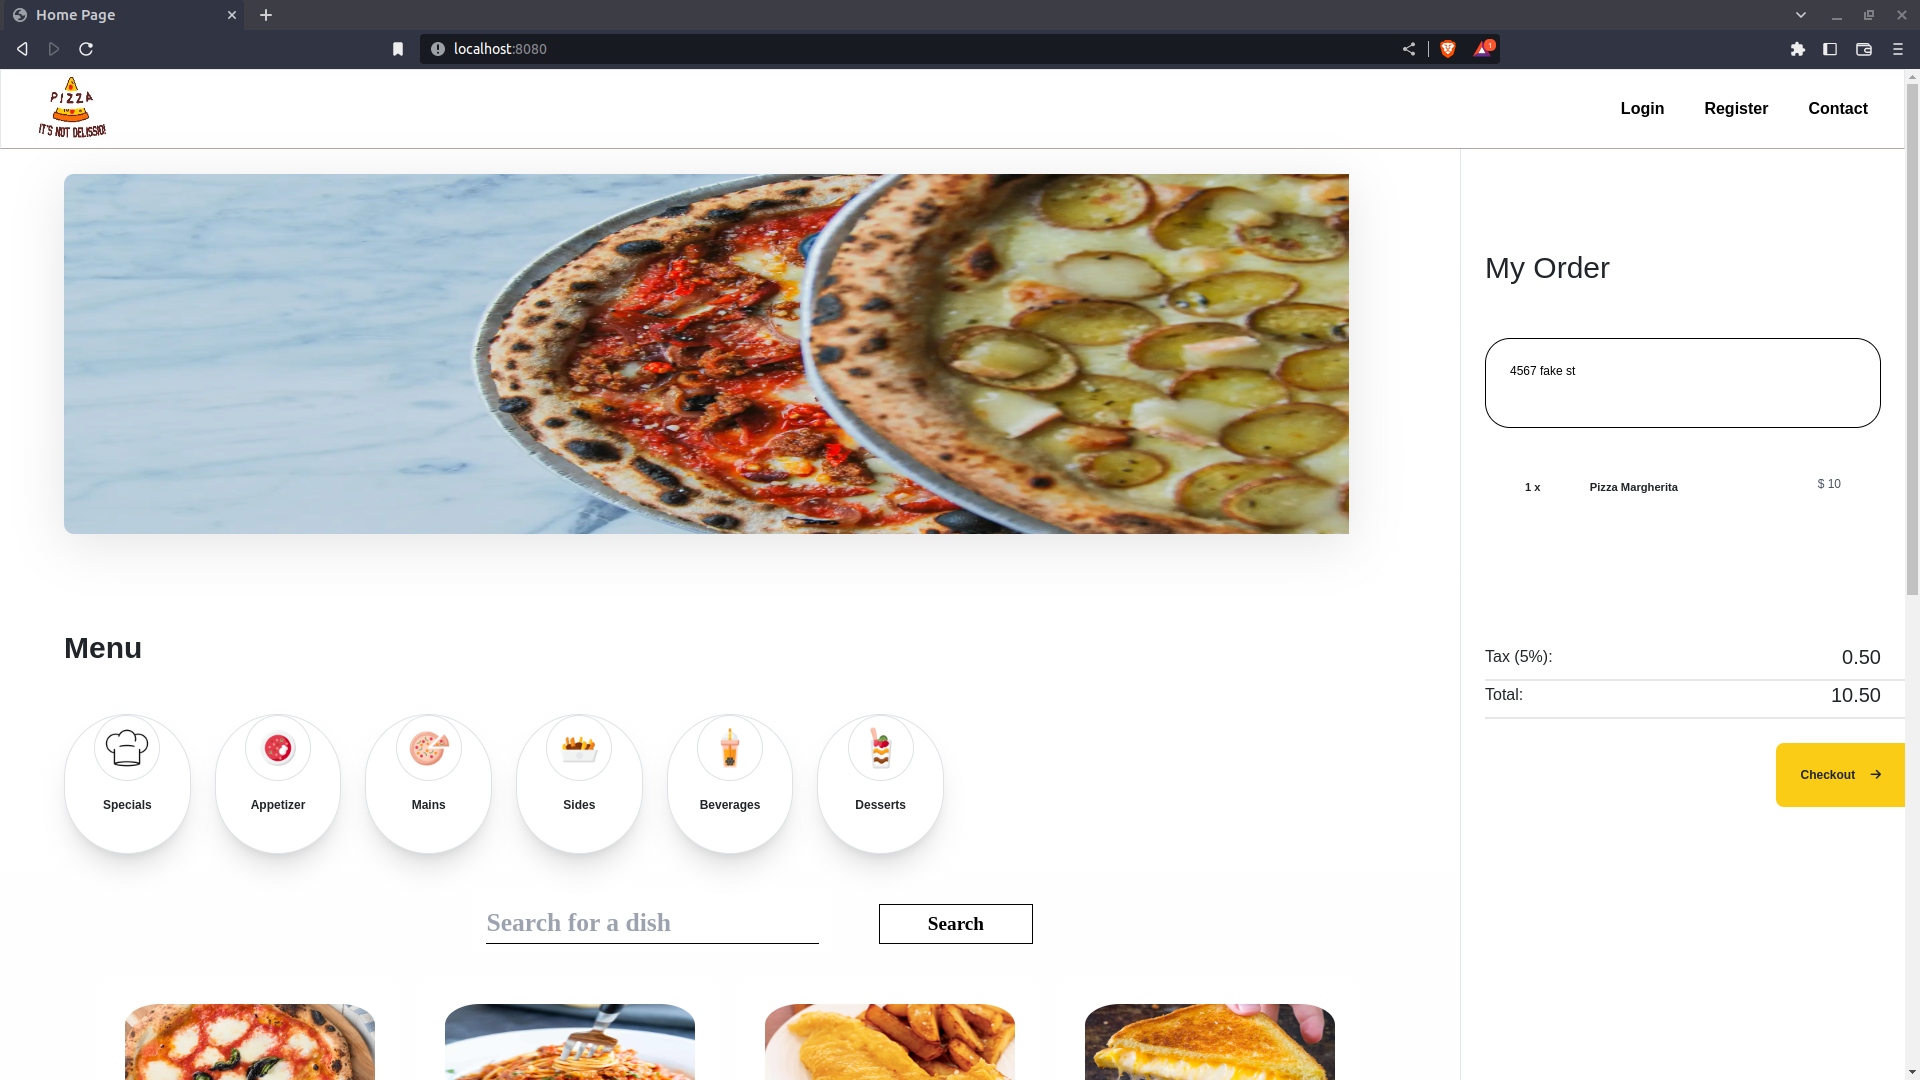 Home Page
localhost:8080
1
PIZZA
IT'S NOT DELISSIO!
Login
Register
Contact
My Order
4567 fake st
1 x
Pizza Margherita
$ 10
Menu
Tax (5%):
0.50
Total:
10.50
Checkout
Specials
Appetizer
Mains
Sides
Beverages
Desserts
Search for a dish
Search